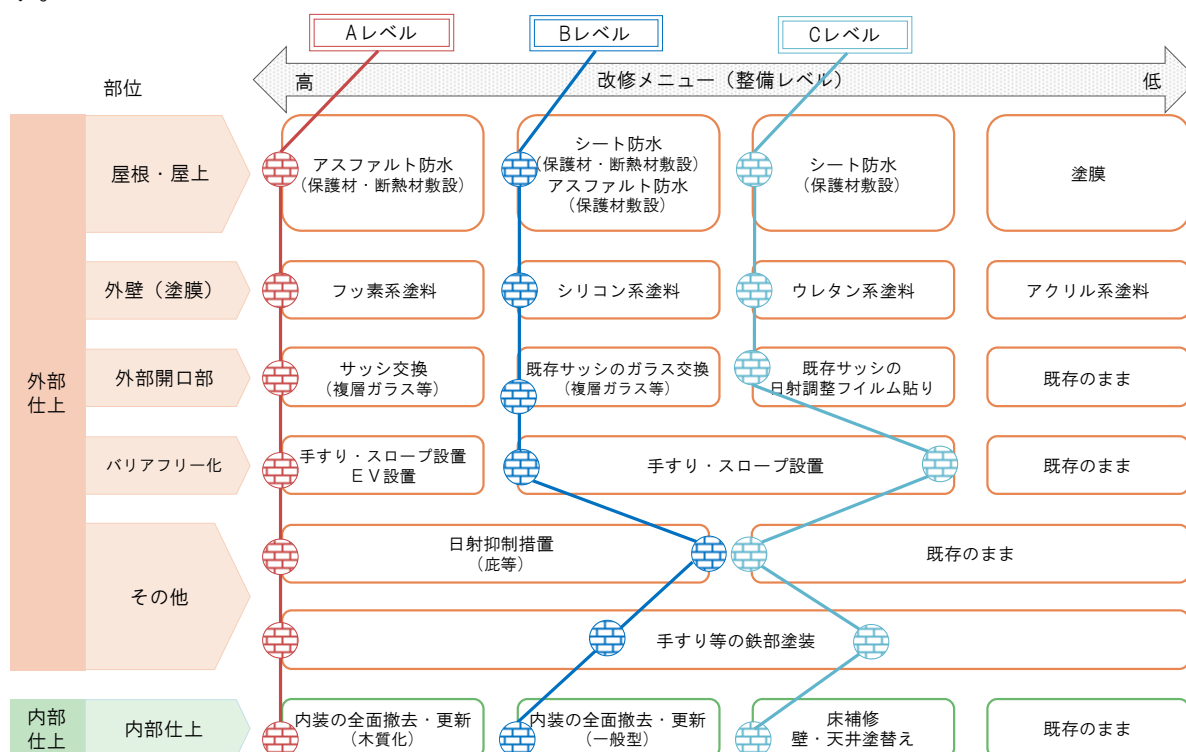 Aレベル
Bレベル
Cレベル
部位
高
改修メニュー（整備レベル）
低
外部
仕上
屋根・屋上
アスファルト防水
（保護材・断熱材敷設）
シート防水
（保護材・断熱材敷設）
アスファルト防水
（保護材敷設）
シート防水
（保護材敷設）
塗膜
外壁（塗膜）
フッ素系塗料
シリコン系塗料
ウレタン系塗料
アクリル系塗料
外部開口部
サッシ交換
（複層ガラス等）
既存サッシのガラス交換
（複層ガラス等）
既存サッシの
日射調整フイルム貼り
既存のまま
バリアフリー化
手すり・スロープ設置
ＥＶ設置
手すり・スロープ設置
既存のまま
その他
日射抑制措置
（庇等）
既存のまま
手すり等の鉄部塗装
内部
仕上
内部仕上
内装の全面撤去・更新
（木質化）
内装の全面撤去・更新
（一般型）
床補修
壁・天井塗替え
既存のまま